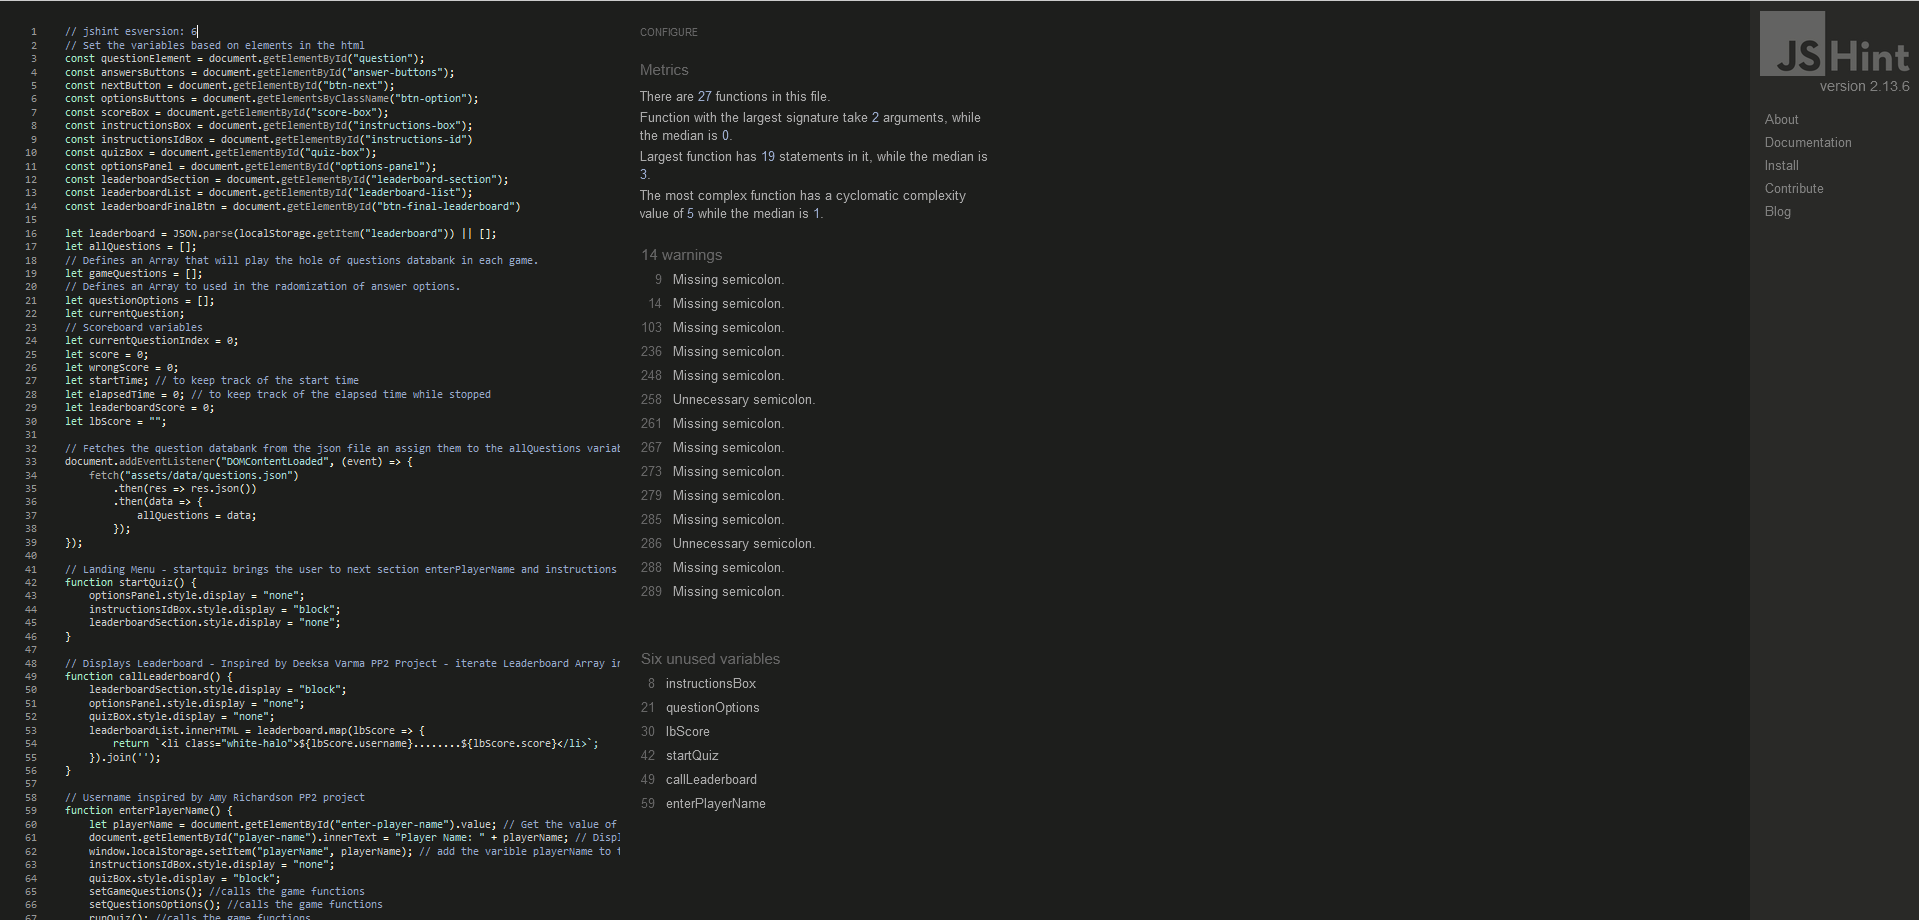 1 // jshint esversion: 6
2 // Set the variables based on elements in the html
3 const questionElement = document.getElementById("question");
4 const answersButtons = document.getElementById("answer-buttons");
5 const nextButton = document.getElementById("btn-next");
6 const optionsButtons = document.getElementsByClassName("btn-option");
7 const scoreBox = document.getElementById("score-box");
8 const instructionsBox = document.getElementById("instructions-box");
9 const instructionsIdBox = document.getElementById("instructions-id")
10 const quizBox = document.getElementById("quiz-box");
11 const optionsPanel = document.getElementById("options-panel");
12 const leaderboardSection = document.getElementById("leaderboard-section");
13 const leaderboardList = document.getElementById("leaderboard-list");
14 const leaderboardFinalBtn = document.getElementById("btn-final-leaderboard")
15
16 let leaderboard = JSON.parse(localStorage.getItem("leaderboard")) || [];
17 let allQuestions = [];
18 // Defines an Array that will play the hole of questions databank in each game.
19 let gameQuestions = [];
20 // Defines an Array to used in the radomization of answer options.
21 let questionOptions = [];
22 let currentQuestion;
23 // Scoreboard variables
24 let currentQuestionIndex = 0;
25 let score = 0;
26 let wrongScore = 0;
27 let startTime; // to keep track of the start time
28 let elapsedTime = 0; // to keep track of the elapsed time while stopped
29 let leaderboardScore = 0;
30 let lbScore = "";
31
32 // Fetches the question databank from the json file an assign them to the allQuestions variab
33 document.addEventListener("DOMContentLoaded", (event) => {
34 fetch("assets/data/questions.json")
35 .then(res => res.json())
36 .then(data => {
37 allQuestions = data;
38 });
39 });
40
41 // Landing Menu - startquiz brings the user to next section enterPlayerName and instructions
42 function startQuiz() {
43 optionsPanel.style.display = "none";
44 instructionsIdBox.style.display = "block";
45 leaderboardSection.style.display = "none";
46 }
47
48 // Displays Leaderboard - Inspired by Deeksa Varma PP2 Project - iterate Leaderboard Array in
49 function callLeaderboard() {
50 leaderboardSection.style.display = "block";
51 optionsPanel.style.display = "none";
52 quizBox.style.display = "none";
53 leaderboardList.innerHTML = leaderboard.map(lbScore => {
54 return `<li class="white-halo">${lbScore.username}........${lbScore.score}</li>`;
55 }).join('');
56 }
57
58 // Username inspired by Amy Richardson PP2 project
59 function enterPlayerName() {
60 let playerName = document.getElementById("enter-player-name").value; // Get the value of
61 document.getElementById("player-name").innerText = "Player Name: " + playerName; // Displ
62 window.localStorage.setItem("playerName", playerName); // add the varible playerName to t
63 instructionsIdBox.style.display = "none";
64 quizBox.style.display = "block";
65 setGameQuestions(); //calls the game functions
66 setQuestionsOptions(); //calls the game functions
67 runQuiz(); //calls the game functions
CONFIGURE
Metrics
There are 27 functions in this file.
Function with the largest signature take 2 arguments, while
the median is 0.
Largest function has 19 statements in it, while the median is
3.
The most complex function has a cyclomatic complexity
value of 5 while the median is 1.
14 warnings
9 Missing semicolon.
14 Missing semicolon.
103 Missing semicolon.
236 Missing semicolon.
248 Missing semicolon.
258 Unnecessary semicolon.
261 Missing semicolon.
267 Missing semicolon.
273 Missing semicolon.
279 Missing semicolon.
285 Missing semicolon.
286 Unnecessary semicolon.
288 Missing semicolon.
289 Missing semicolon.
Six unused variables
8 instructionsBox
21 questionOptions
30 lbScore
42 startQuiz
49 callLeaderboard
59 enterPlayerName
JSHint
version 2.13.6
About
Documentation
Install
Contribute
Blog